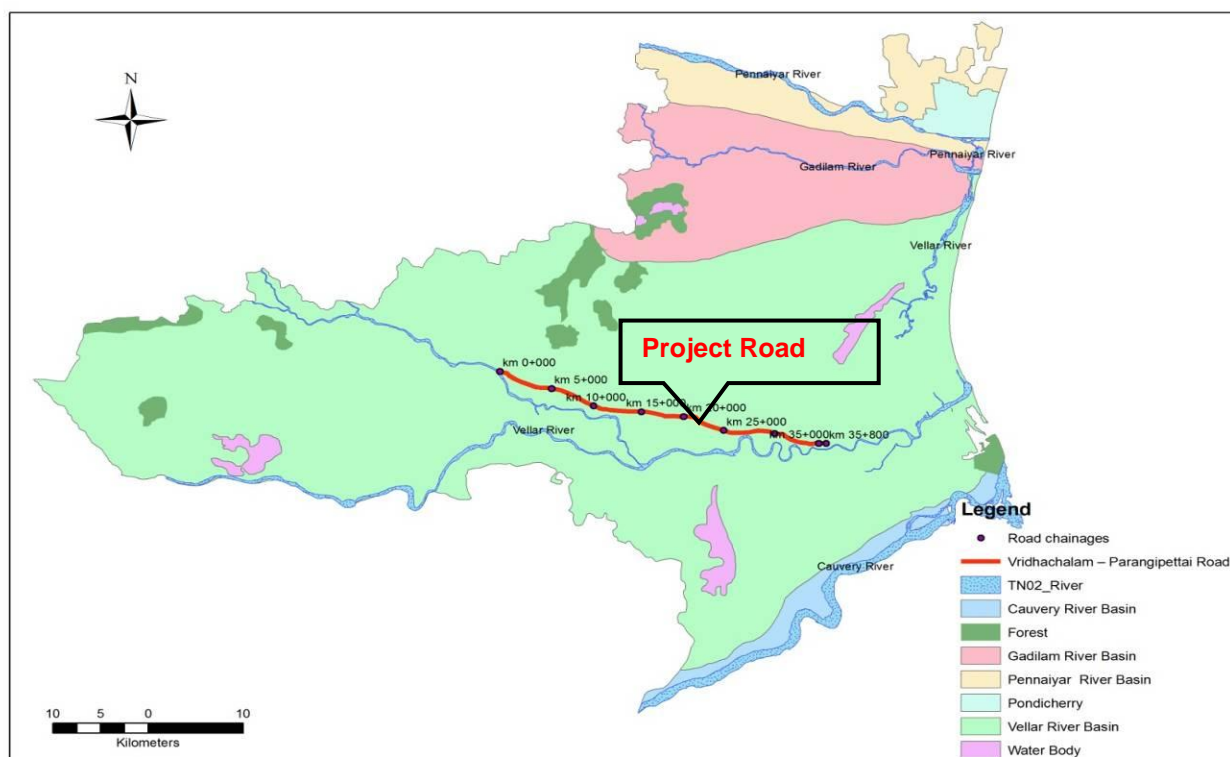 Pennaiyar River
N
Pennaiyar River
Gadilam River
Vellar River
Project Road
km 0+000
km 5+000
km 10+000
km 15+000
km 20+000
km 25+000
km 35+000
km 35+800
Vellar River
Cauvery River
Legend
Road chainages
Vridhachalam – Parangipettai Road
TN02_River
Cauvery River Basin
Forest
Gadilam River Basin
Pennaiyar River Basin
Pondicherry
Vellar River Basin
Water Body
10 5 0 10
Kilometers